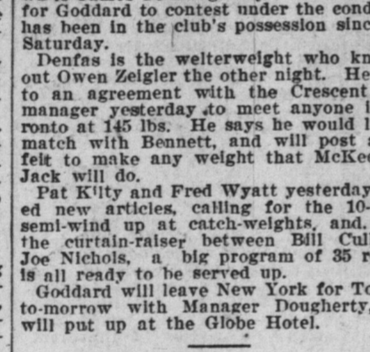 for Goddard to contest under the cond
has been in the club's possession sinc
Saturday.
Denfas is the welterweight who kn
out Owen Zeigler the other night. He
to an agreement with the Crescent
manager yesterday to meet anyone i
ronto at 145 lbs. He says he would l
match with Bennett, and will post a
felt to make any weight that McKee
Jack will do.
Pat Kilty and Fred Wyatt yesterday
ed new articles, calling for the 10-
semi-wind up at catch-weights, and.
the curtain-raiser between Bill Cul
Joe Nichols, a big program of 35 r
is all ready to be served up.
Goddard will leave New York for To
to-morrow with Manager Dougherty,
will put up at the Globe Hotel.